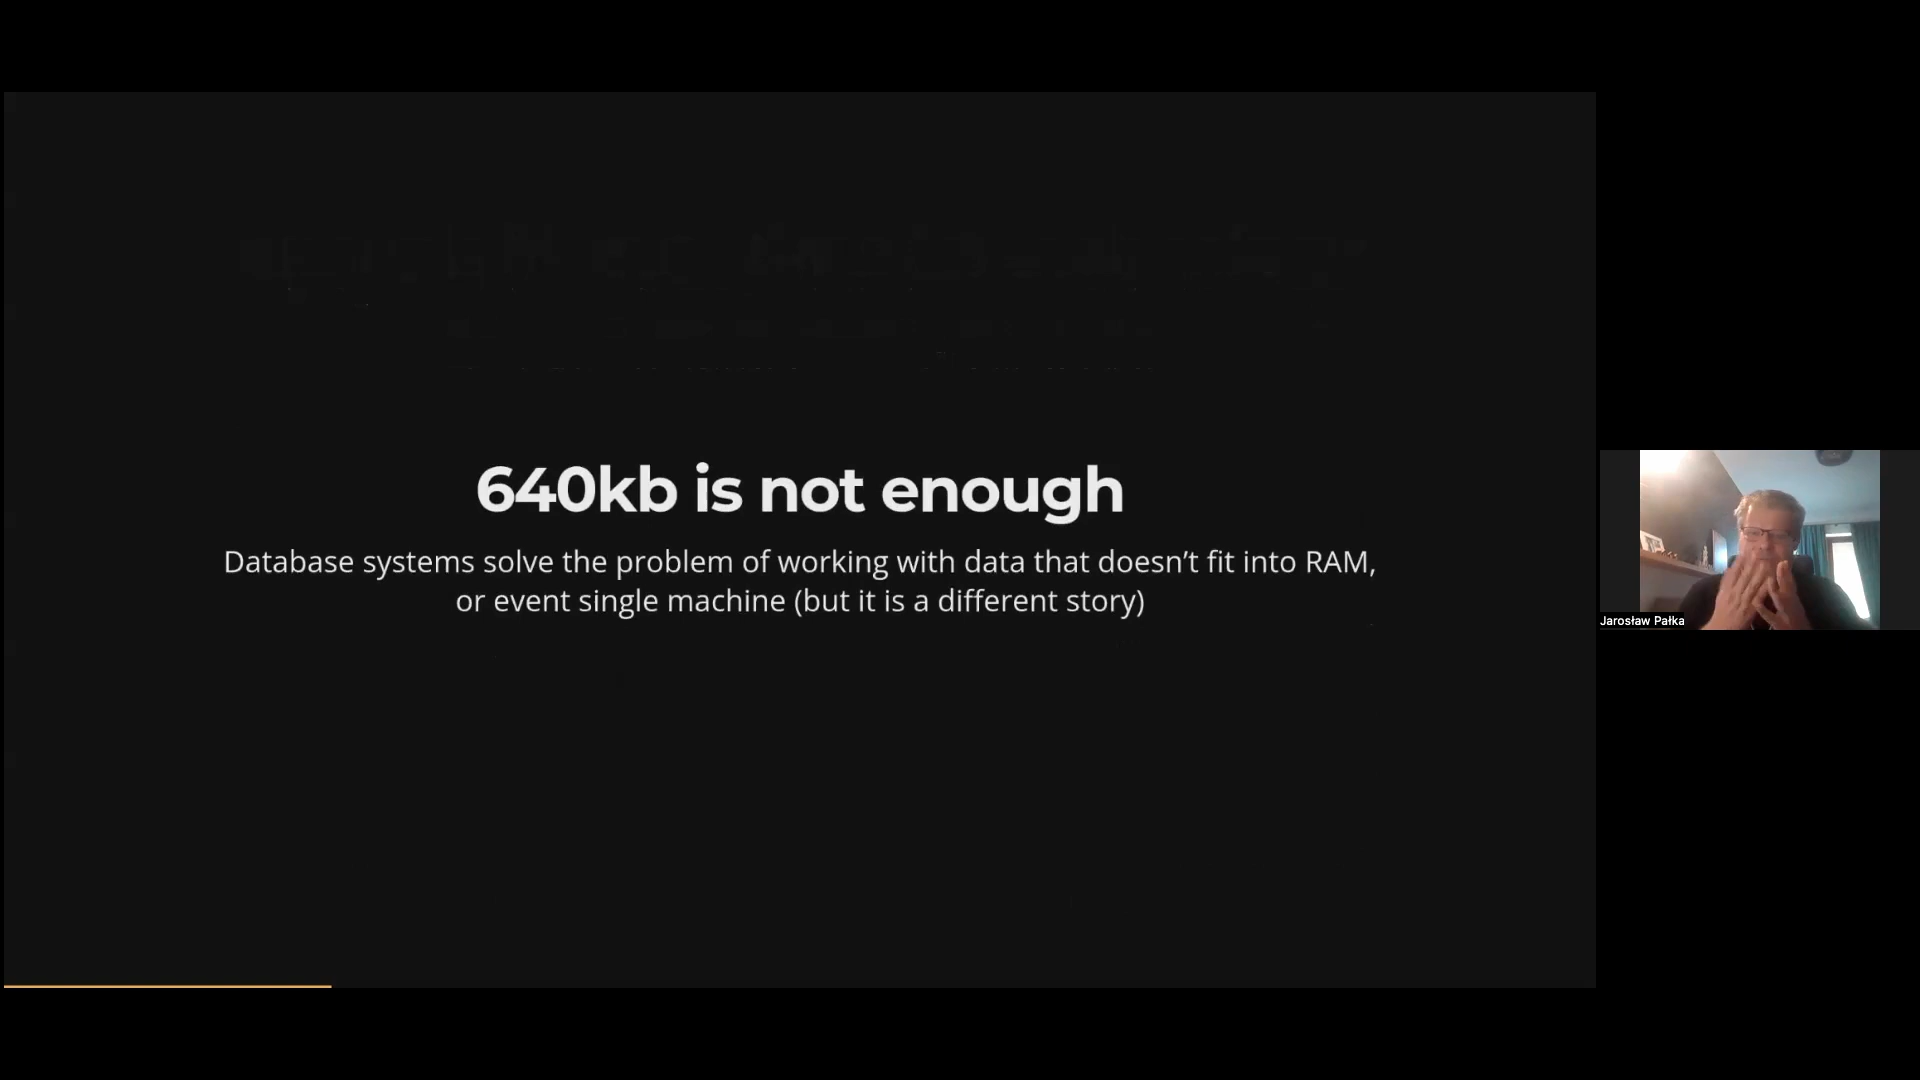 640kb is not enough
Database systems solve the problem of working with data that doesn’t fit into RAM,
or event single machine (but it is a different story)
Jarosław Pałka